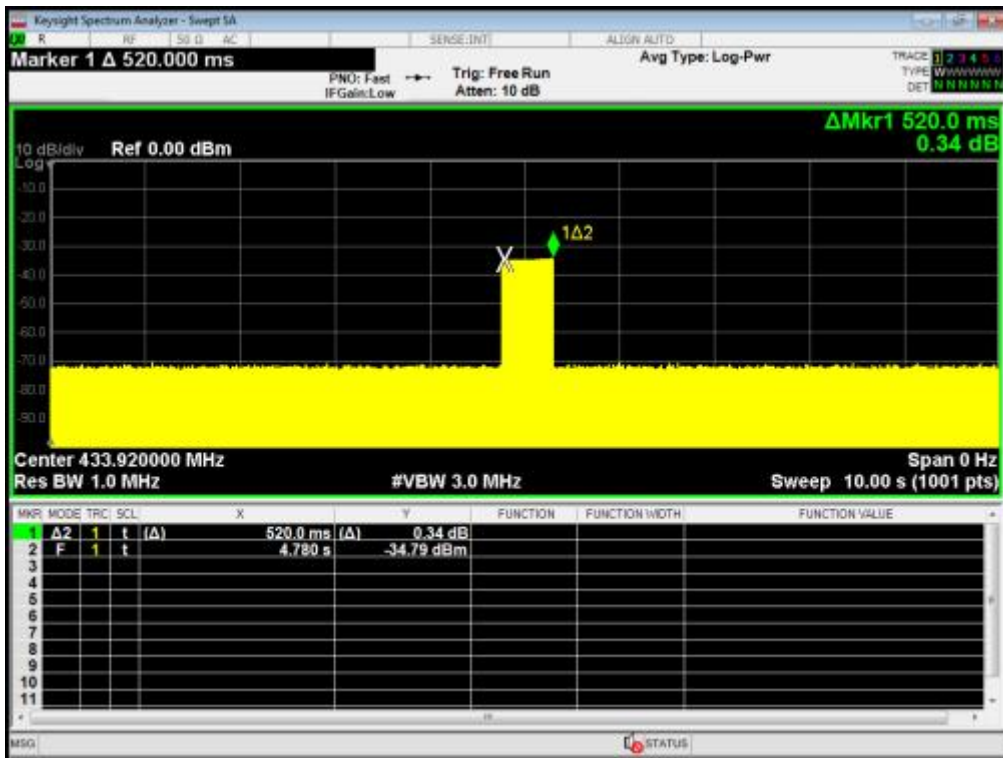 Keysight Spectrum Analyzer - Swept SA
R RF 50 Ω AC SENSE:INT ALIGN AUTO
Marker 1 Δ 520.000 ms
PNO: Fast
IFGain:Low
Trig: Free Run
Atten: 10 dB
Avg Type: Log-Pwr
TRACE 1 2 3 4 5 6
TYPE WWWWWW
DET N N N N N N
ΔMkr1 520.0 ms
0.34 dB
10 dB/div Ref 0.00 dBm
Log
-10.0
-20.0
-30.0
-40.0
-50.0
-60.0
-70.0
-80.0
-90.0
X
1Δ2
Center 433.920000 MHz Span 0 Hz
Res BW 1.0 MHz #VBW 3.0 MHz Sweep 10.00 s (1001 pts)
MKR MODE TRC SCL X Y FUNCTION FUNCTION WIDTH FUNCTION VALUE
1 Δ2 1 t (Δ) 520.0 ms (Δ) 0.34 dB
2 F 1 t 4.780 s -34.79 dBm
3
4
5
6
7
8
9
10
11
MSG STATUS